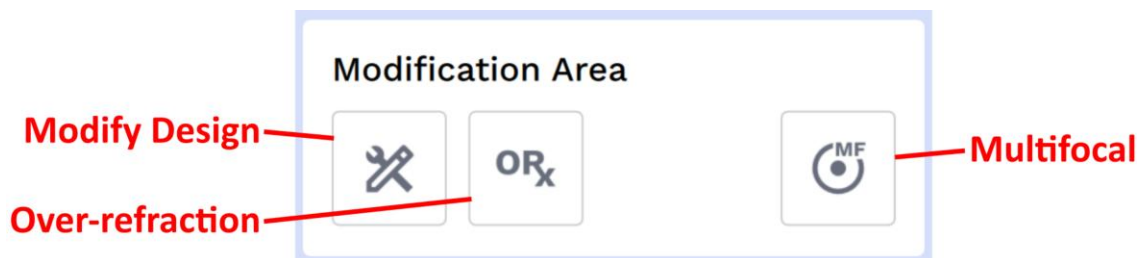 Modification Area
Modify Design
ORx
MF
Multifocal
Over-refraction